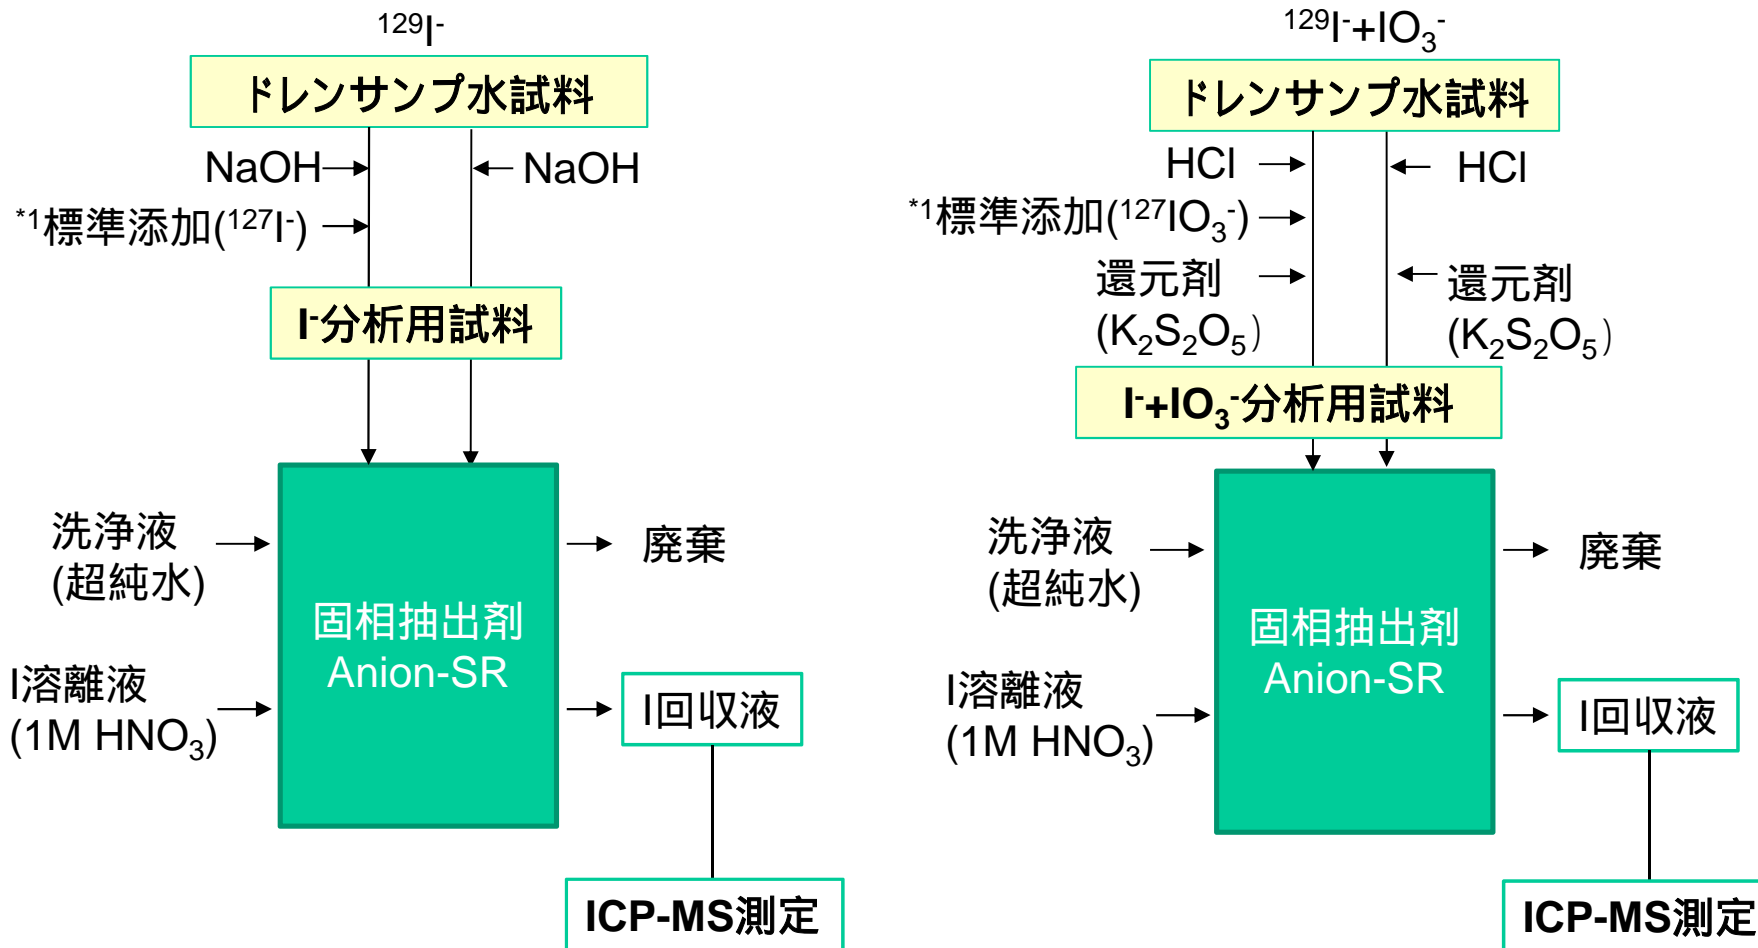 ¹²⁹I⁻
ドレンサンプ水試料
NaOH
NaOH
*1標準添加(¹²⁷I⁻)
I⁻分析用試料
洗浄液
(超純水)
廃棄
固相抽出剤
Anion-SR
I溶離液
(1M HNO₃)
I回収液
ICP-MS測定
¹²⁹I⁻+IO₃⁻
ドレンサンプ水試料
HCl
HCl
*1標準添加(¹²⁷IO₃⁻)
還元剤
(K₂S₂O₅)
還元剤
(K₂S₂O₅)
I⁻+IO₃⁻分析用試料
洗浄液
(超純水)
廃棄
固相抽出剤
Anion-SR
I溶離液
(1M HNO₃)
I回収液
ICP-MS測定